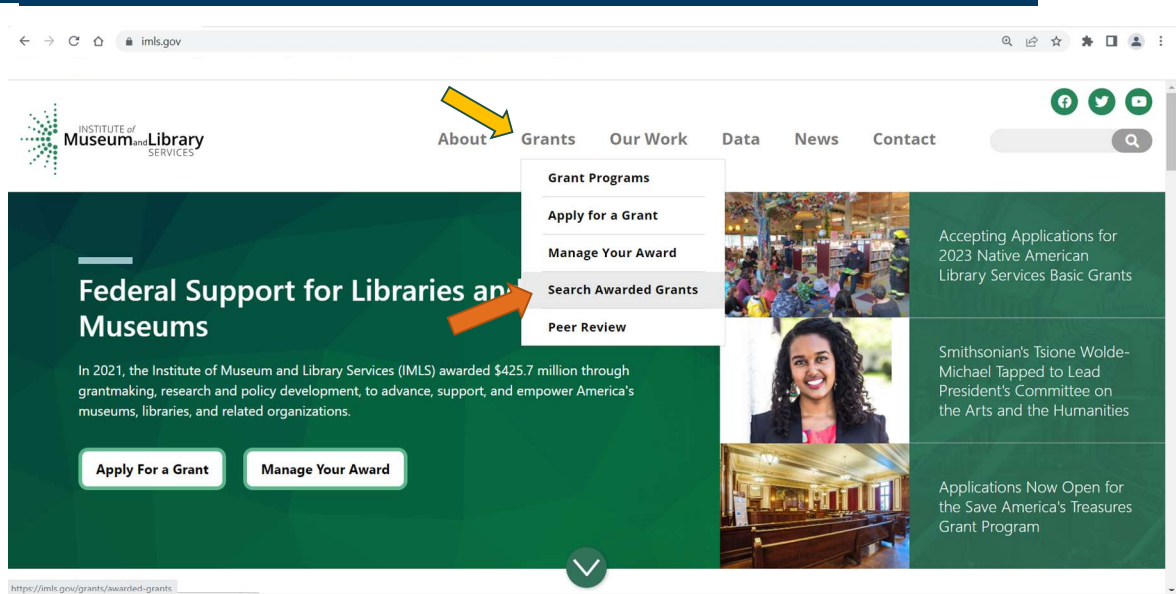 imls.gov
INSTITUTE of
Museum and Library
SERVICES
About Grants Our Work Data News Contact
Grant Programs
Apply for a Grant
Manage Your Award
Search Awarded Grants
Peer Review
Federal Support for Libraries an
Museums
In 2021, the Institute of Museum and Library Services (IMLS) awarded $425.7 million through
grantmaking, research and policy development, to advance, support, and empower America's
museums, libraries, and related organizations.
Apply For a Grant Manage Your Award
Accepting Applications for
2023 Native American
Library Services Basic Grants
Smithsonian's Tsione Wolde-
Michael Tapped to Lead
President's Committee on
the Arts and the Humanities
Applications Now Open for
the Save America's Treasures
Grant Program
https://imls.gov/grants/awarded-grants